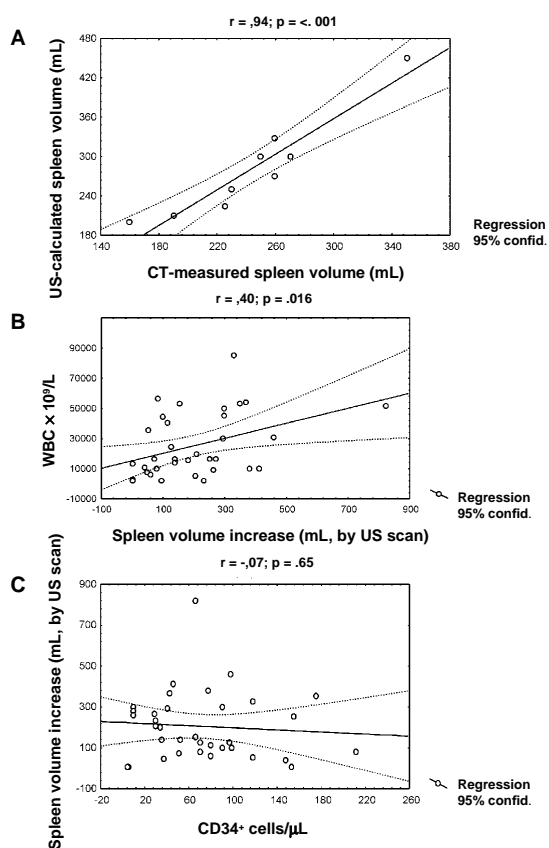 A
r = ,94; p = <. 001
US-calculated spleen volume (mL)
480
420
360
300
240
180
140
180
220
260
300
340
380
CT-measured spleen volume (mL)
Regression
95% confid.
B
r = ,40; p = .016
WBC × 10⁹/L
90000
70000
50000
30000
10000
-10000
-100
100
300
500
700
900
Spleen volume increase (mL, by US scan)
Regression
95% confid.
C
r = -,07; p = .65
Spleen volume increase (mL, by US scan)
900
700
500
300
100
-100
-20
20
60
100
140
180
220
260
CD34⁺ cells/µL
Regression
95% confid.